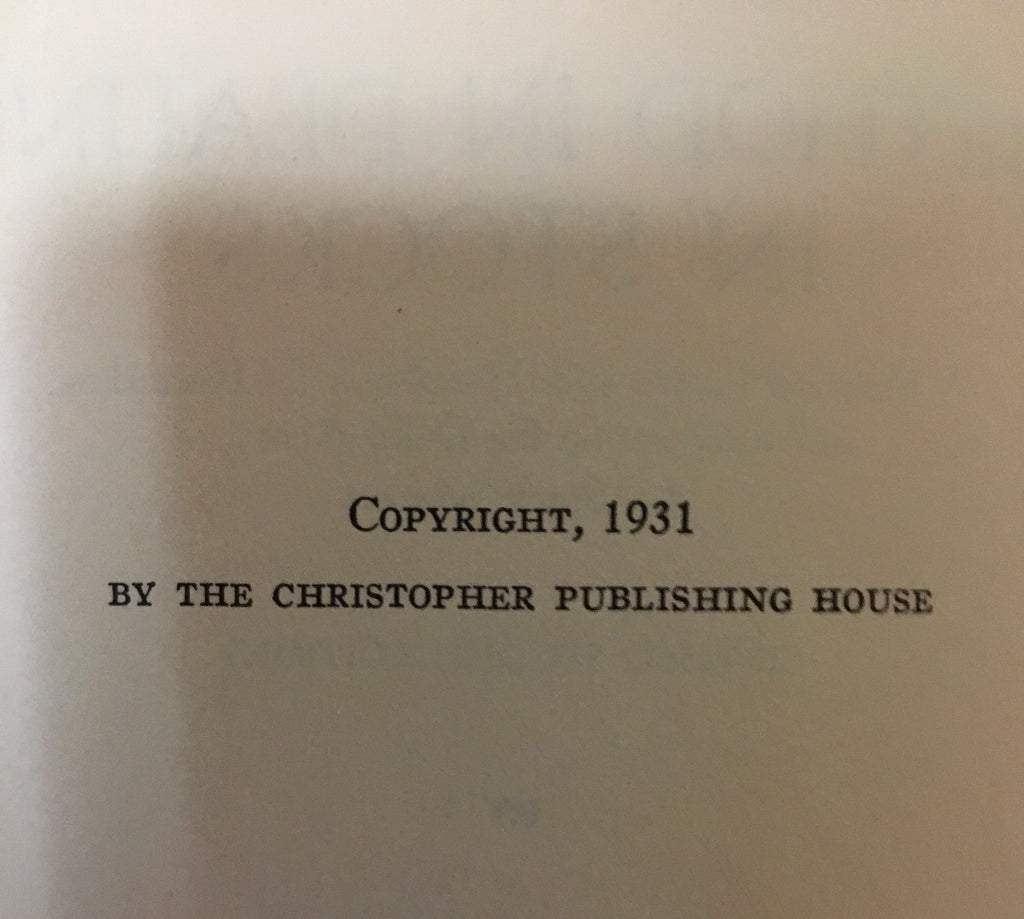 Copyright, 1931
BY THE CHRISTOPHER PUBLISHING HOUSE